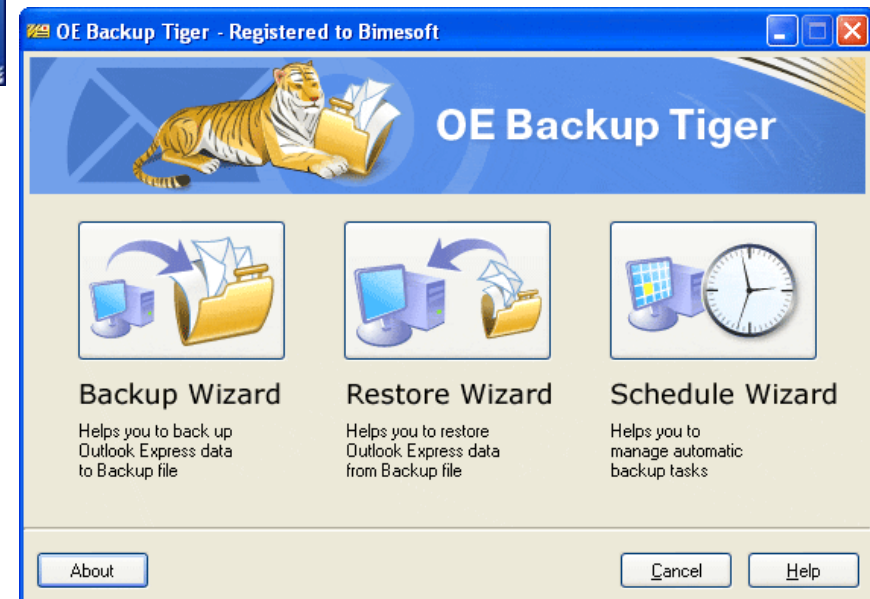 OE Backup Tiger - Registered to Bimesoft
OE Backup Tiger
Backup Wizard
Helps you to back up
Outlook Express data
to Backup file
Restore Wizard
Helps you to restore
Outlook Express data
from Backup file
Schedule Wizard
Helps you to
manage automatic
backup tasks
About
Cancel
Help